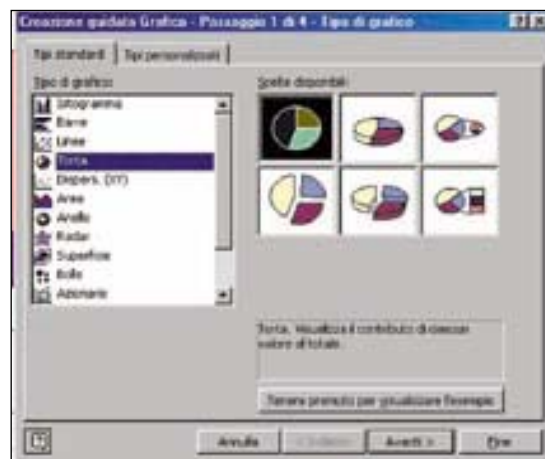 Creazione guidata Grafico - Passaggio 1 di 4 - Tipo di grafico
Tipi standard
Tipi personalizzati
Tipo di grafico:
Istogramma
Barre
Linee
Torta
Dispers. (XY)
Area
Anello
Radar
Superficie
Bolle
Azionario
Scelte disponibili:
Torta. Visualizza il contributo di ciascun
valore al totale.
Tenere premuto per visualizzare l'esempio
Annulla
< Indietro
Avanti >
Fine